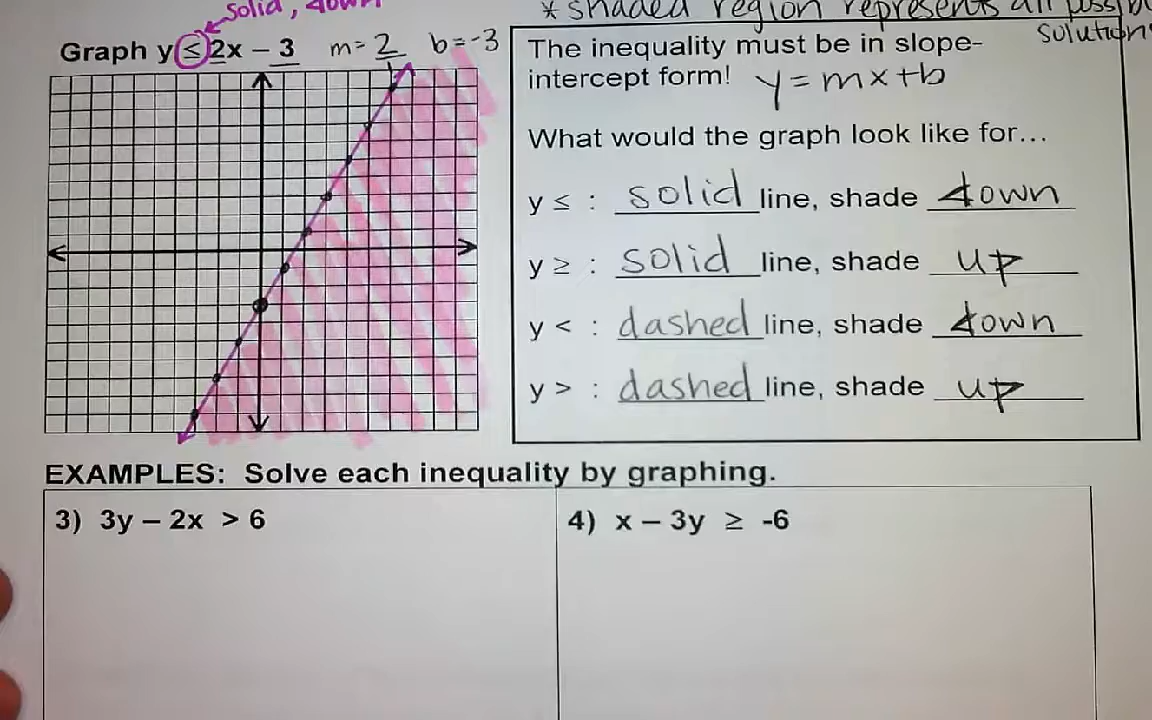 solid, down
* shaded region represents all possible
solutions
Graph y ≤ 2x – 3 m= 2 b= -3
The inequality must be in slope-
intercept form! y = mx+b
What would the graph look like for...
y ≤ : solid line, shade down
y ≥ : solid line, shade up
y < : dashed line, shade down
y > : dashed line, shade up
EXAMPLES: Solve each inequality by graphing.
3) 3y – 2x > 6
4) x – 3y ≥ -6